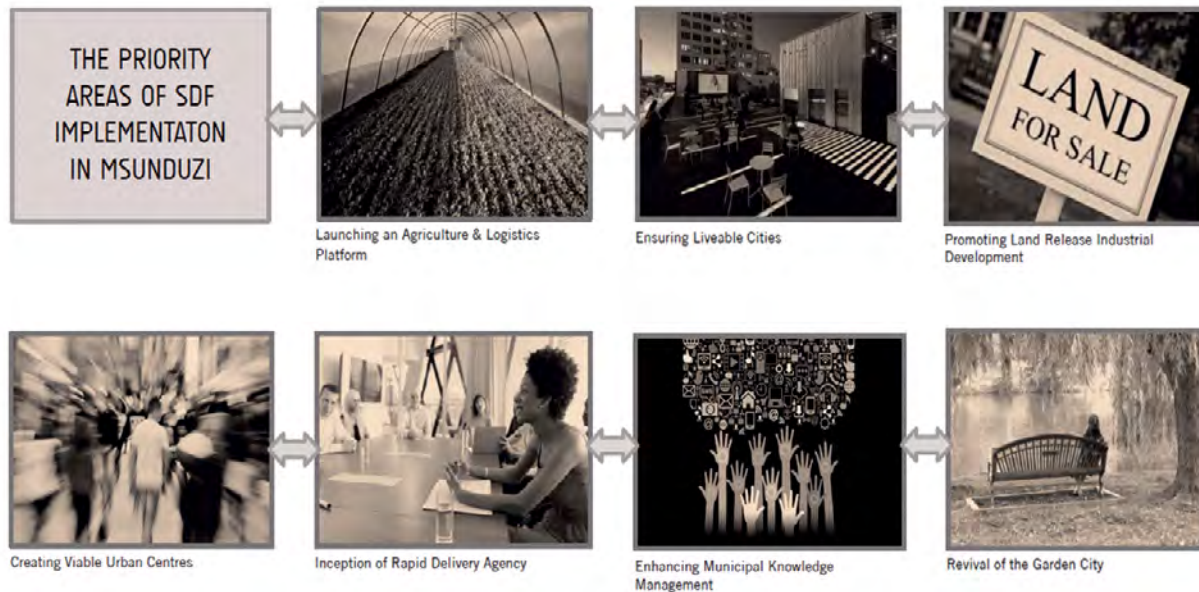 THE PRIORITY
AREAS OF SDF
IMPLEMENTATON
IN MSUNDUZI
LAND
FOR SALE
Launching an Agriculture & Logistics
Platform
Ensuring Liveable Cities
Promoting Land Release Industrial
Development
Creating Viable Urban Centres
Inception of Rapid Delivery Agency
Enhancing Municipal Knowledge
Management
Revival of the Garden City